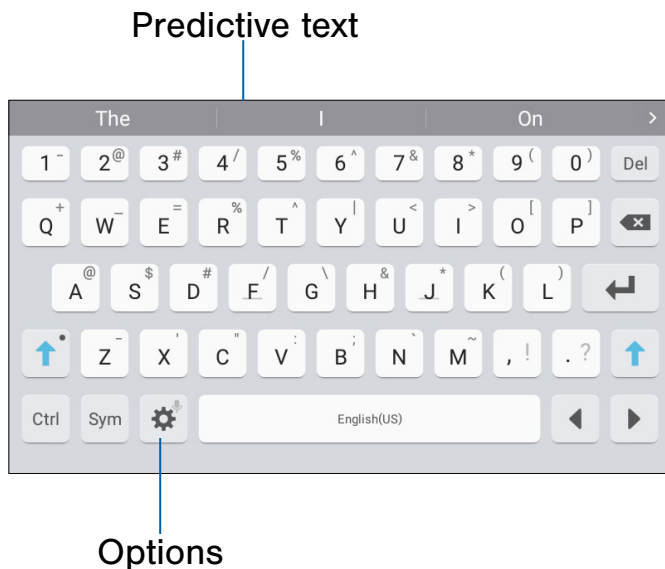 Predictive text
The I On >
1 - 2 @ 3 # 4 / 5 % 6 ^ 7 & 8 * 9 ( 0 ) Del
Q + W _ E = R % T ^ Y | U < I > O [ P ]
A @ S $ D # F / G \ H & J * K ( L )
Z - X ' C " V : B ; N ` M ~ , ! . ?
Ctrl Sym English(US)
Options